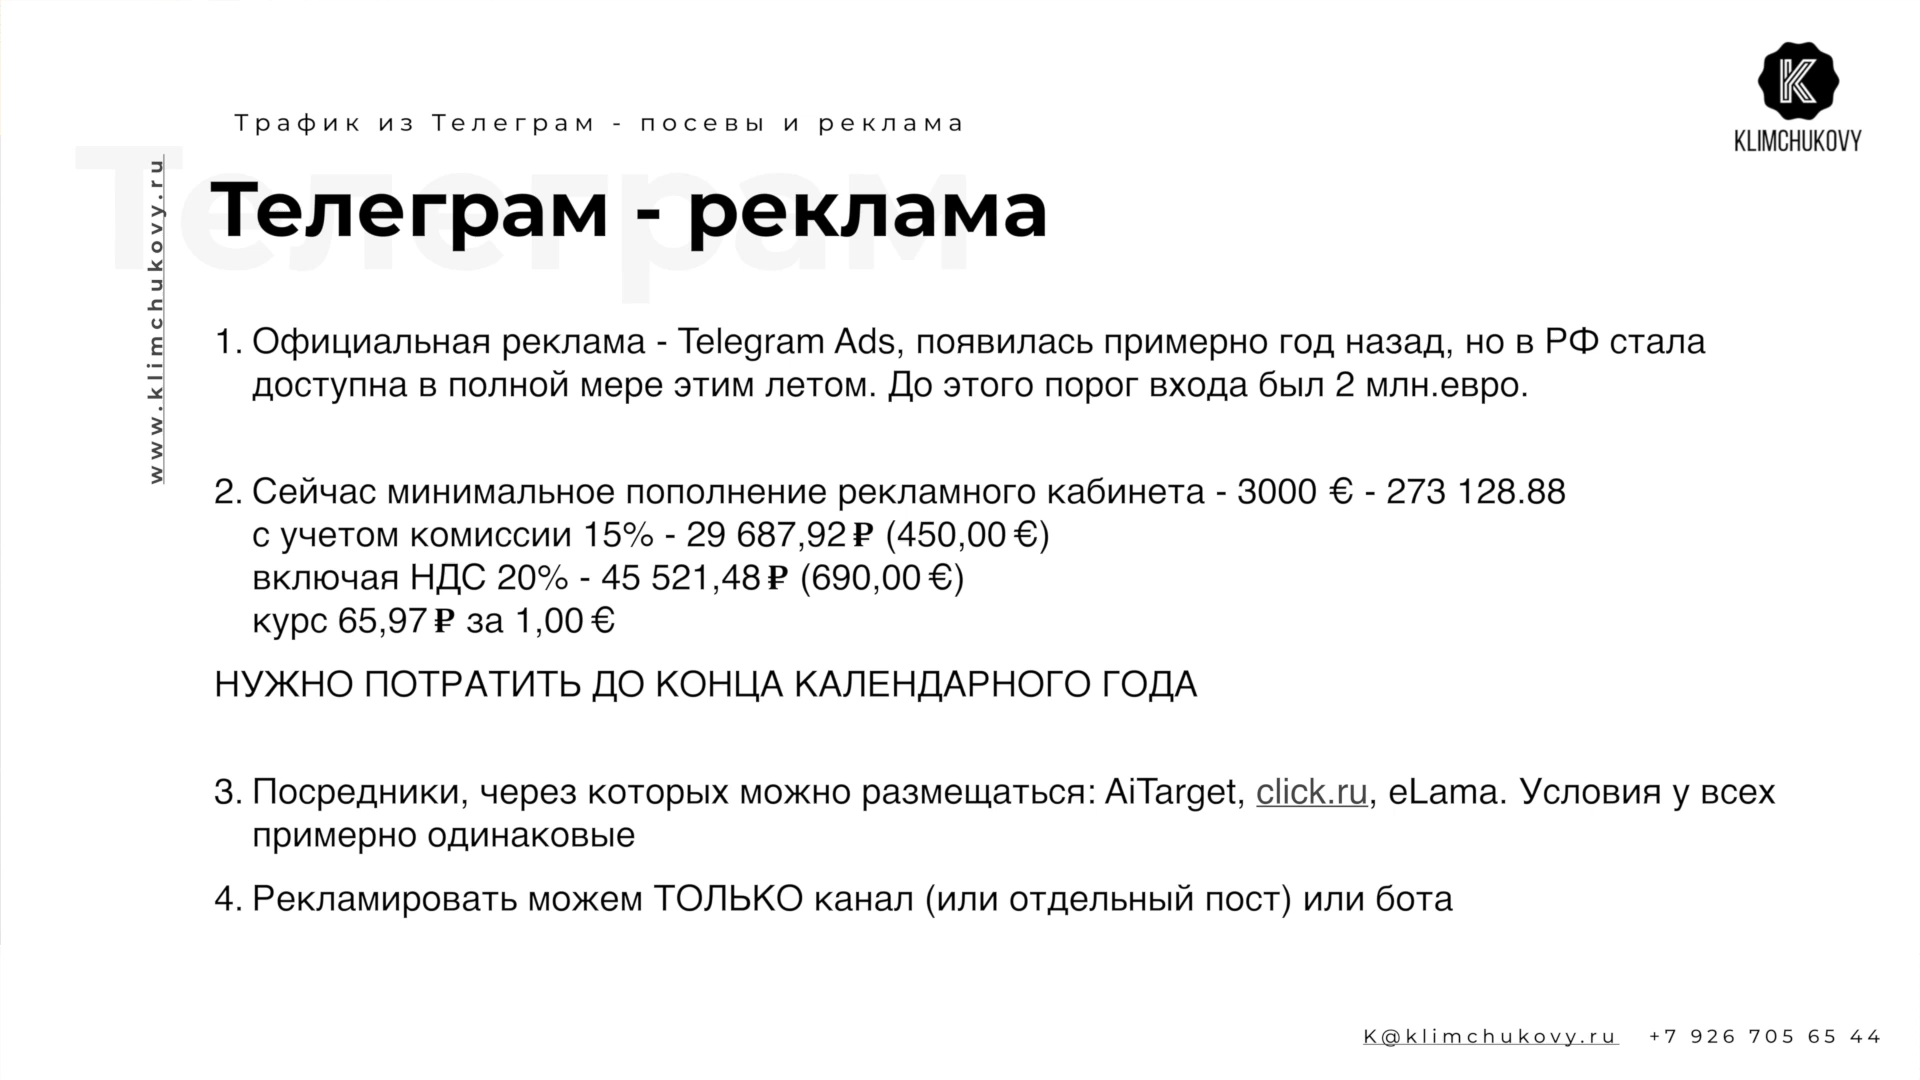 Трафик из Телеграм - посевы и реклама
KLIMCHUKOVY
Телеграм
Телеграм - реклама
www.klimchukovy.ru
1. Официальная реклама - Telegram Ads, появилась примерно год назад, но в РФ стала
доступна в полной мере этим летом. До этого порог входа был 2 млн.евро.
2. Сейчас минимальное пополнение рекламного кабинета - 3000 € - 273 128.88
с учетом комиссии 15% - 29 687,92 ₽ (450,00 €)
включая НДС 20% - 45 521,48 ₽ (690,00 €)
курс 65,97 ₽ за 1,00 €
НУЖНО ПОТРАТИТЬ ДО КОНЦА КАЛЕНДАРНОГО ГОДА
3. Посредники, через которых можно размещаться: AiTarget, click.ru, eLama. Условия у всех
примерно одинаковые
4. Рекламировать можем ТОЛЬКО канал (или отдельный пост) или бота
K@klimchukovy.ru +7 926 705 65 44